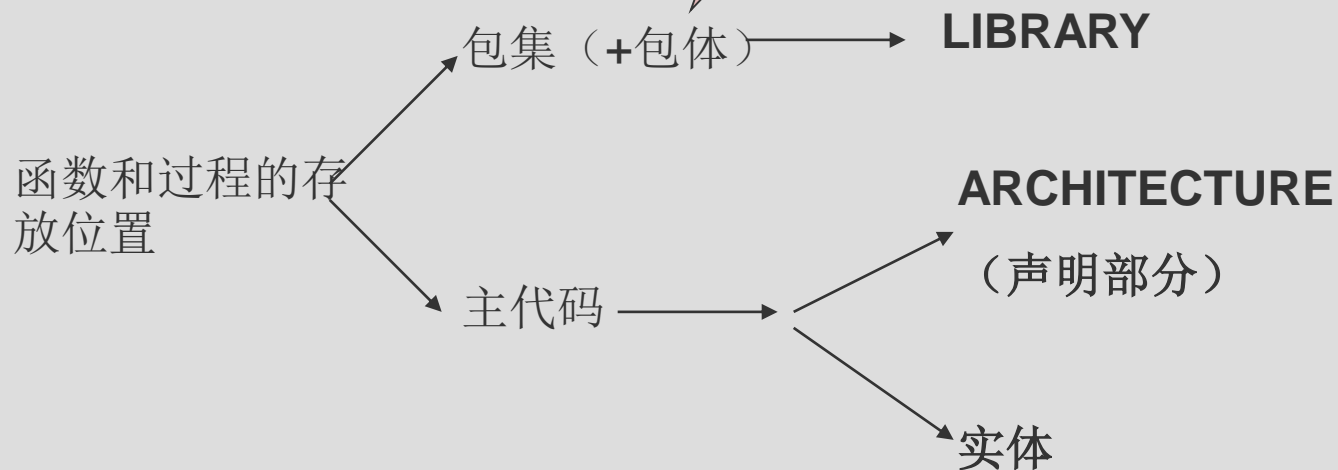 包集（+包体）
LIBRARY
函数和过程的存
放位置
ARCHITECTURE
（声明部分）
主代码
实体